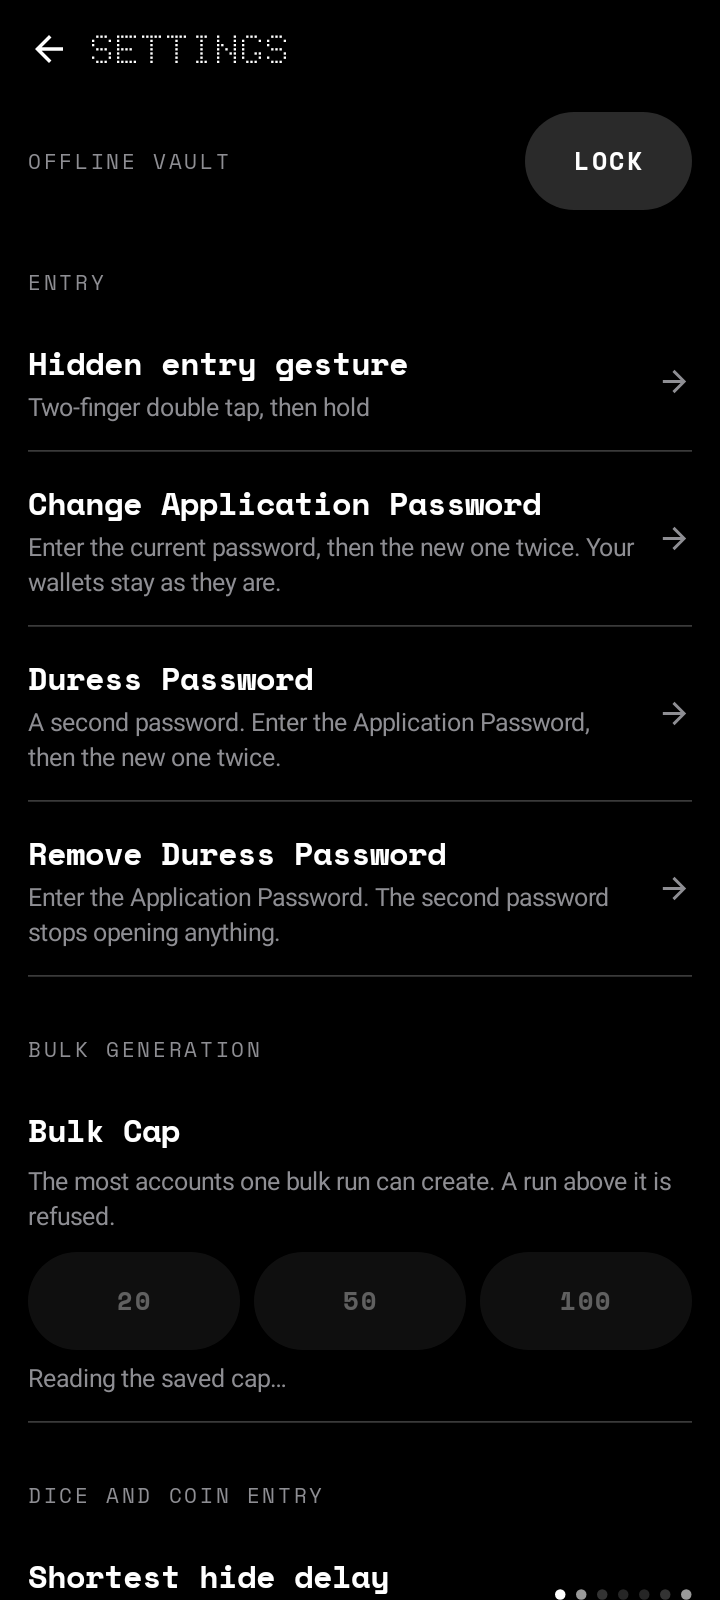 SETTINGS
OFFLINE VAULT
LOCK
ENTRY
Hidden entry gesture
Two-finger double tap, then hold
Change Application Password
Enter the current password, then the new one twice. Your
wallets stay as they are.
Duress Password
A second password. Enter the Application Password,
then the new one twice.
Remove Duress Password
Enter the Application Password. The second password
stops opening anything.
BULK GENERATION
Bulk Cap
The most accounts one bulk run can create. A run above it is
refused.
20
50
100
Reading the saved cap…
DICE AND COIN ENTRY
Shortest hide delay